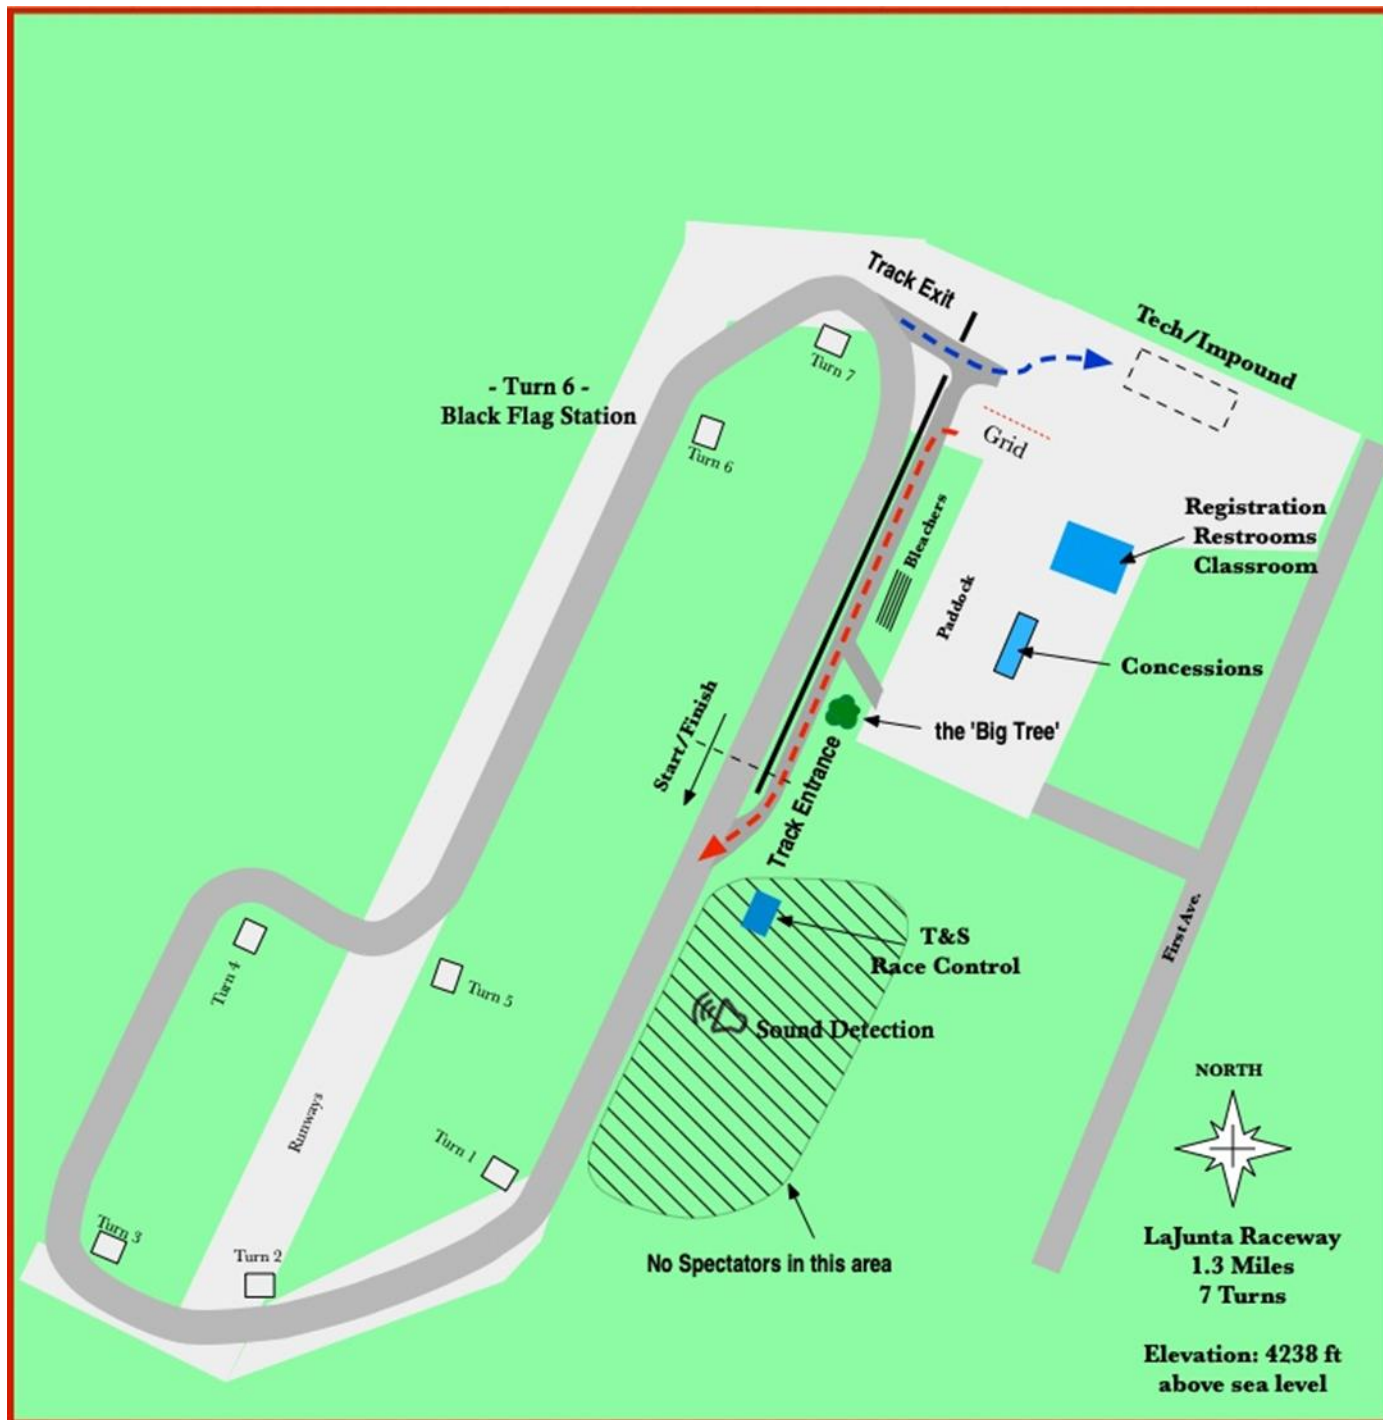 Track Exit
Tech/Impound
Turn 7
- Turn 6 -
Black Flag Station
Grid
Turn 6
Bleachers
Registration
Restrooms
Classroom
Paddock
Concessions
Start/Finish
the 'Big Tree'
Track Entrance
First Ave.
T&S
Race Control
Turn 4
Turn 5
Sound Detection
Runways
NORTH
Turn 1
Turn 3
Turn 2
No Spectators in this area
LaJunta Raceway
1.3 Miles
7 Turns
Elevation: 4238 ft
above sea level